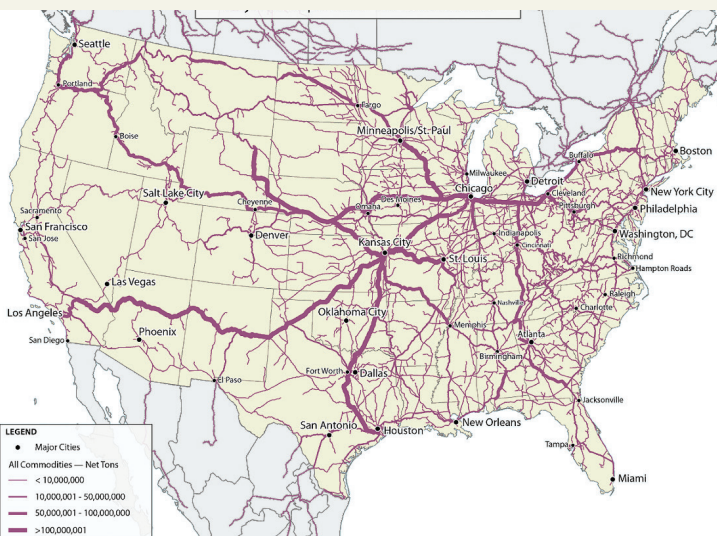 Seattle
Portland
Fargo
Minneapolis/St. Paul
Boise
Buffalo
Boston
Milwaukee
Detroit
Salt Lake City
Chicago
Cleveland
New York City
Cheyenne
Des Moines
Omaha
Pittsburgh
Philadelphia
Sacramento
San Francisco
San Jose
Denver
Indianapolis
Washington, DC
Kansas City
Cincinnati
St. Louis
Richmond
Hampton Roads
Las Vegas
Nashville
Raleigh
Los Angeles
Oklahoma City
Charlotte
Memphis
Phoenix
San Diego
Atlanta
Birmingham
Fort Worth
Dallas
El Paso
Jacksonville
San Antonio
New Orleans
Houston
Tampa
Miami
LEGEND
Major Cities
All Commodities — Net Tons
< 10,000,000
10,000,001 - 50,000,000
50,000,001 - 100,000,000
>100,000,001